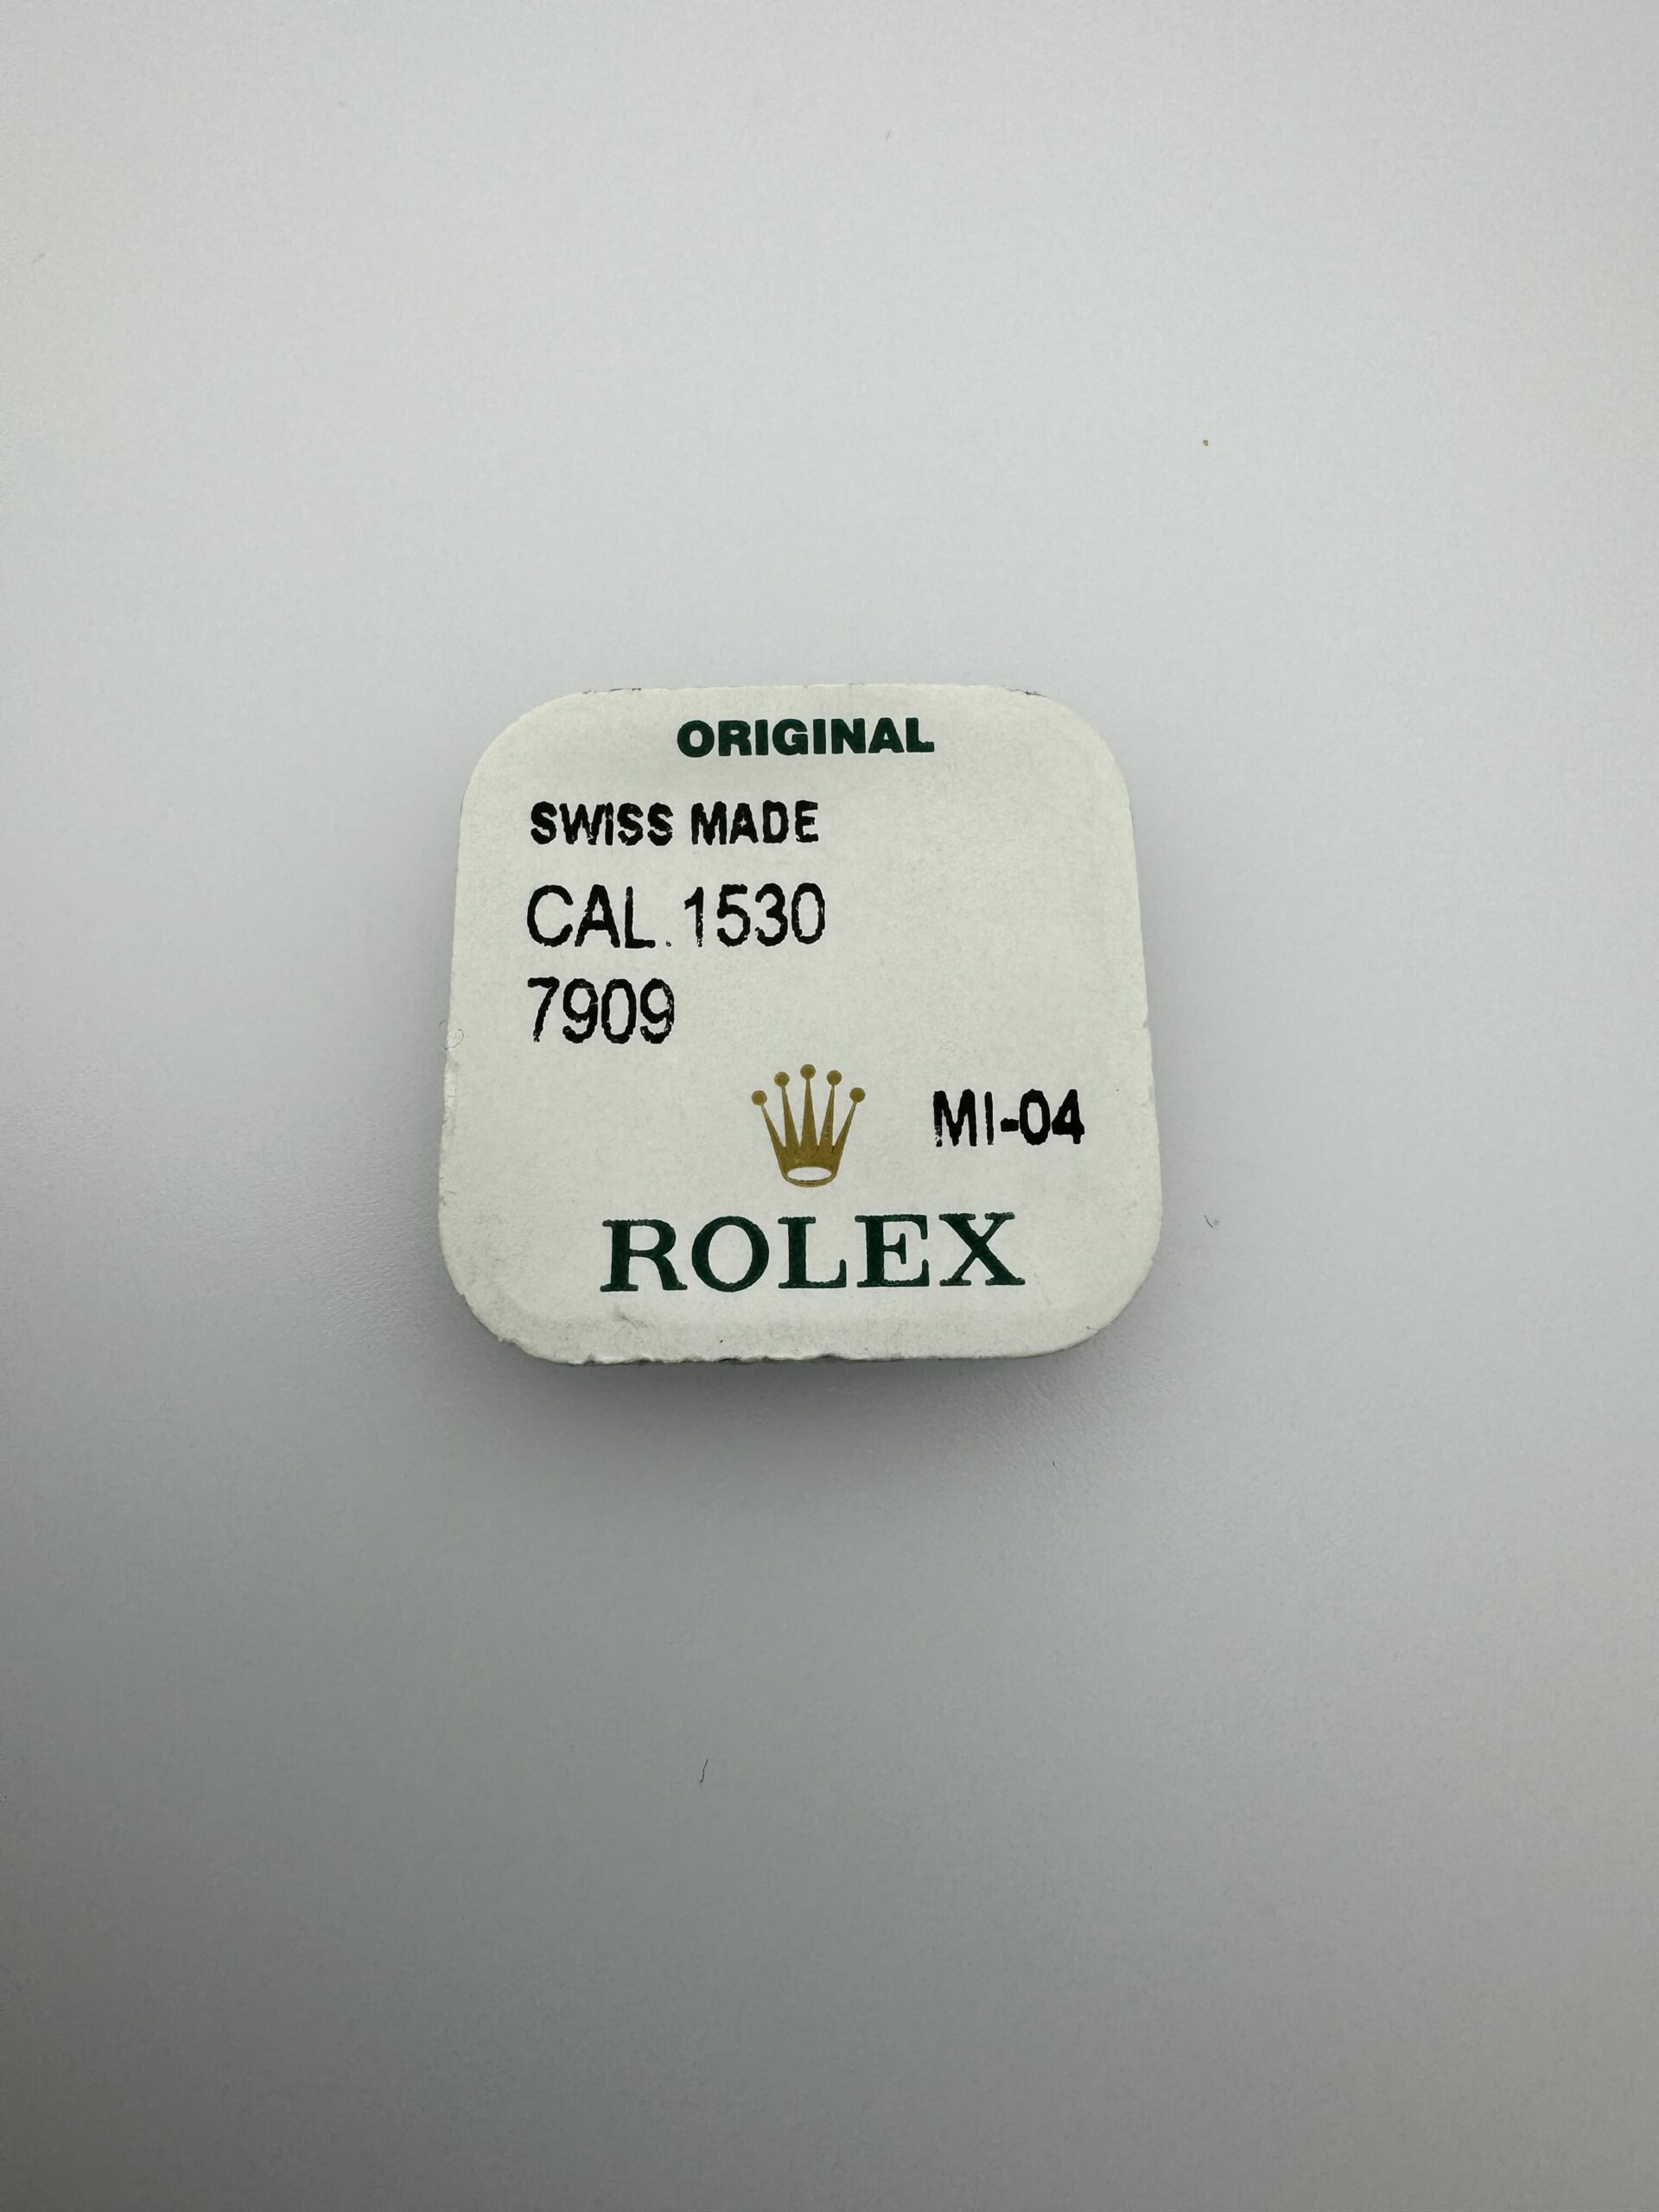 ORIGINAL
SWISS MADE
CAL. 1530
7909
MI-04
ROLEX